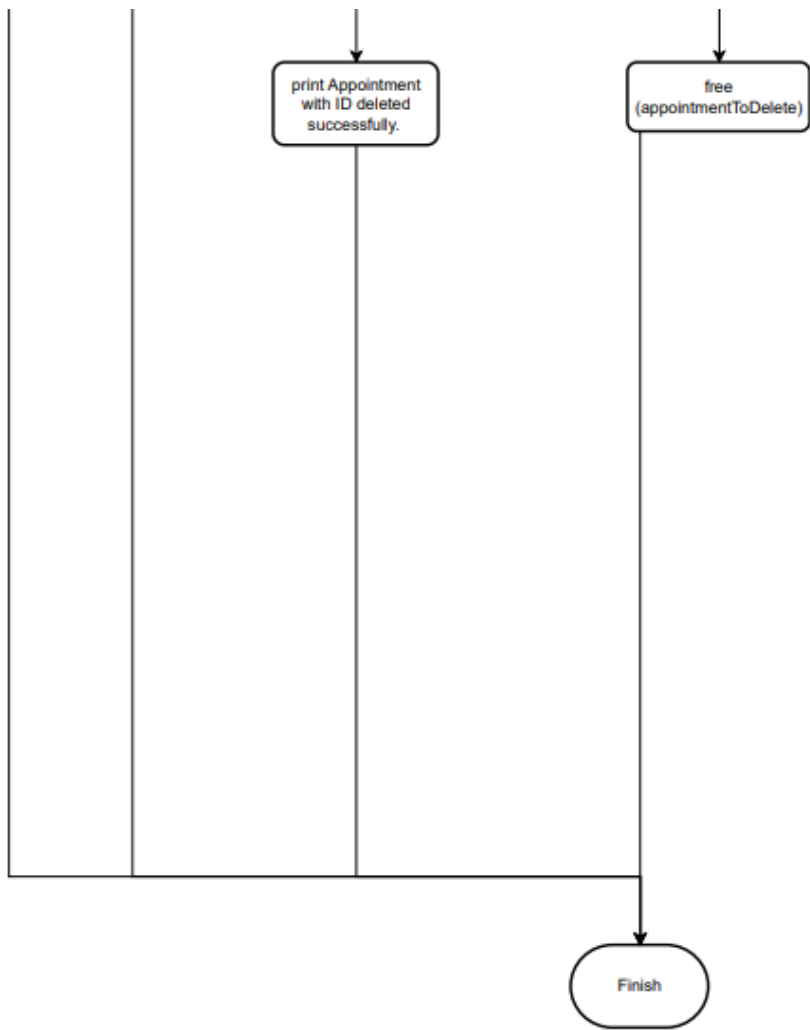 print Appointment
with ID deleted
successfully.
free
(appointmentToDelete)
Finish